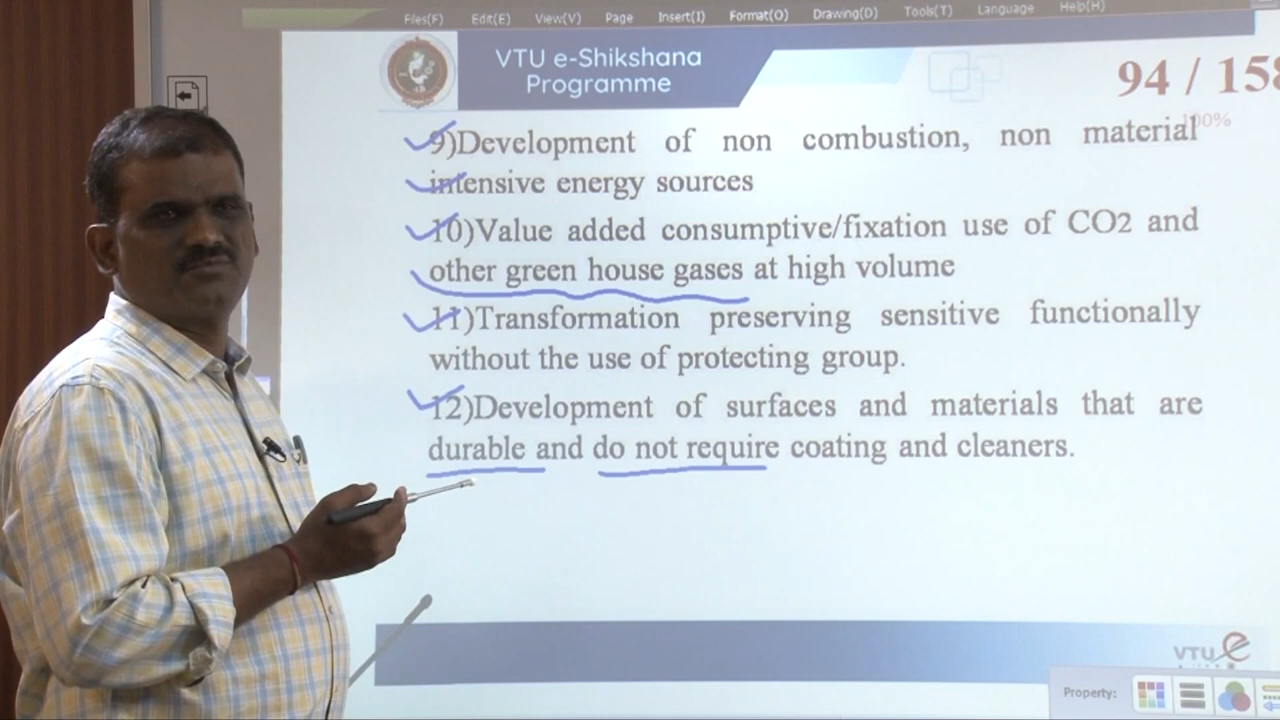 Files(F) Edit(E) View(V) Page Insert(I) Format(O) Drawing(D) Tools(T) Language Help(H)
VTU e-Shikshana
Programme
94 / 158
100%
9)Development of non combustion, non material
intensive energy sources
10)Value added consumptive/fixation use of CO2 and
other green house gases at high volume
11)Transformation preserving sensitive functionally
without the use of protecting group.
12)Development of surfaces and materials that are
durable and do not require coating and cleaners.
VTU e
Property: